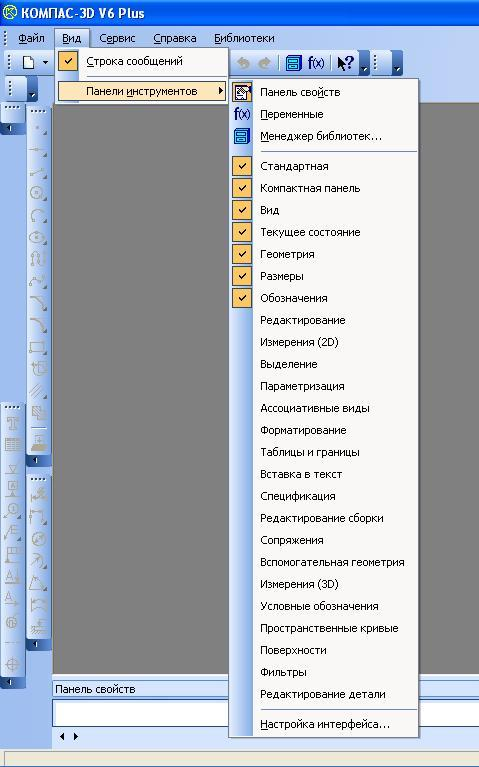 КОМПАС-3D V6 Plus
Файл Вид Сервис Справка Библиотеки
Строка сообщений
f(x)
Панели инструментов
Панель свойств
f(x) Переменные
Менеджер библиотек...
Стандартная
Компактная панель
Вид
Текущее состояние
Геометрия
Размеры
Обозначения
Редактирование
Измерения (2D)
Выделение
Параметризация
Ассоциативные виды
Форматирование
Таблицы и границы
Вставка в текст
Спецификация
Редактирование сборки
Сопряжения
Вспомогательная геометрия
Измерения (3D)
Условные обозначения
Пространственные кривые
Поверхности
Фильтры
Редактирование детали
Настройка интерфейса...
Панель свойств